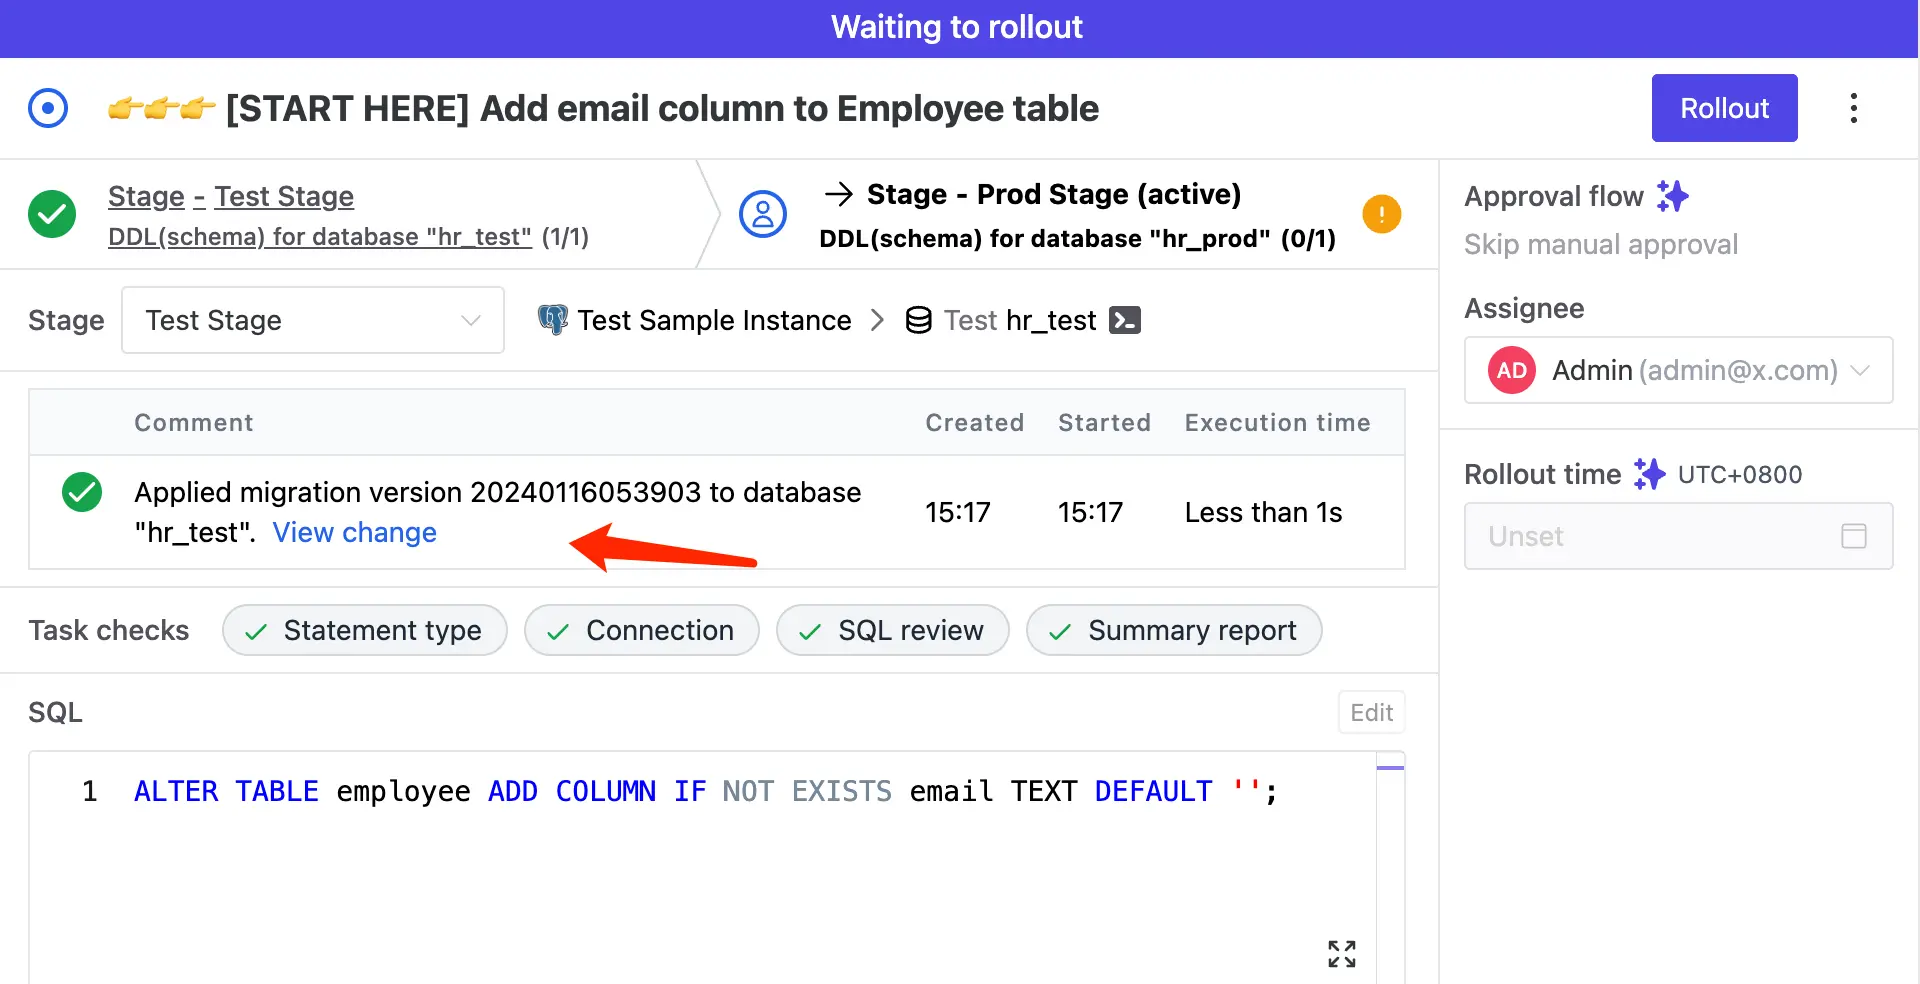 Waiting to rollout
👉👉👉 [START HERE] Add email column to Employee table
Rollout
Stage - Test Stage
DDL(schema) for database "hr_test" (1/1)
→ Stage - Prod Stage (active)
DDL(schema) for database "hr_prod" (0/1)
!
Stage
Test Stage
Test Sample Instance > Test hr_test
Comment Created Started Execution time
Applied migration version 20240116053903 to database
"hr_test". View change
15:17 15:17 Less than 1s
Task checks Statement type Connection SQL review Summary report
SQL
Edit
1 ALTER TABLE employee ADD COLUMN IF NOT EXISTS email TEXT DEFAULT '';
Approval flow
Skip manual approval
Assignee
AD Admin (admin@x.com)
Rollout time UTC+0800
Unset